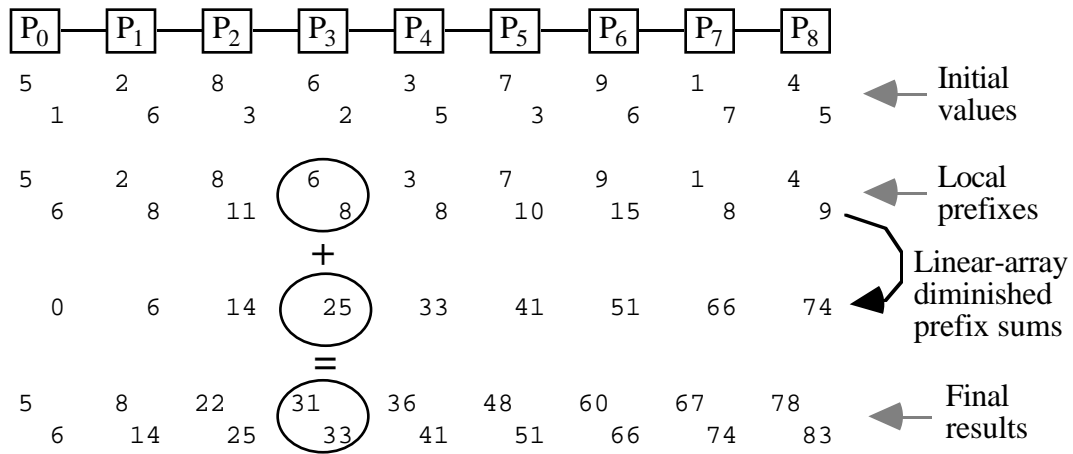 P0 P1 P2 P3 P4 P5 P6 P7 P8
5 2 8 6 3 7 9 1 4 Initial
1 6 3 2 5 3 6 7 5 values
5 2 8 6 3 7 9 1 4 Local
6 8 11 8 8 10 15 8 9 prefixes
+
Linear-array
0 6 14 25 33 41 51 66 74 diminished
prefix sums
=
5 8 22 31 36 48 60 67 78 Final
6 14 25 33 41 51 66 74 83 results